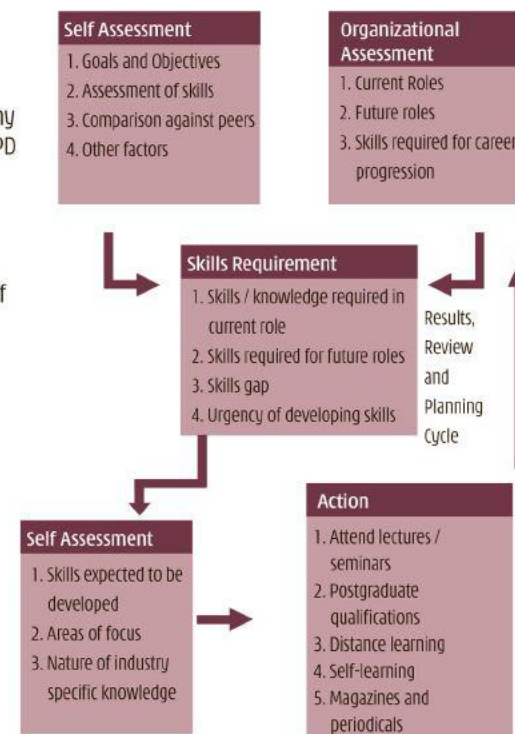 Self Assessment
1. Goals and Objectives
2. Assessment of skills
3. Comparison against peers
4. Other factors
Organizational
Assessment
1. Current Roles
2. Future roles
3. Skills required for career
progression
Skills Requirement
1. Skills / knowledge required in
current role
2. Skills required for future roles
3. Skills gap
4. Urgency of developing skills
Results,
Review
and
Planning
Cycle
Self Assessment
1. Skills expected to be
developed
2. Areas of focus
3. Nature of industry
specific knowledge
Action
1. Attend lectures /
seminars
2. Postgraduate
qualifications
3. Distance learning
4. Self-learning
5. Magazines and
periodicals